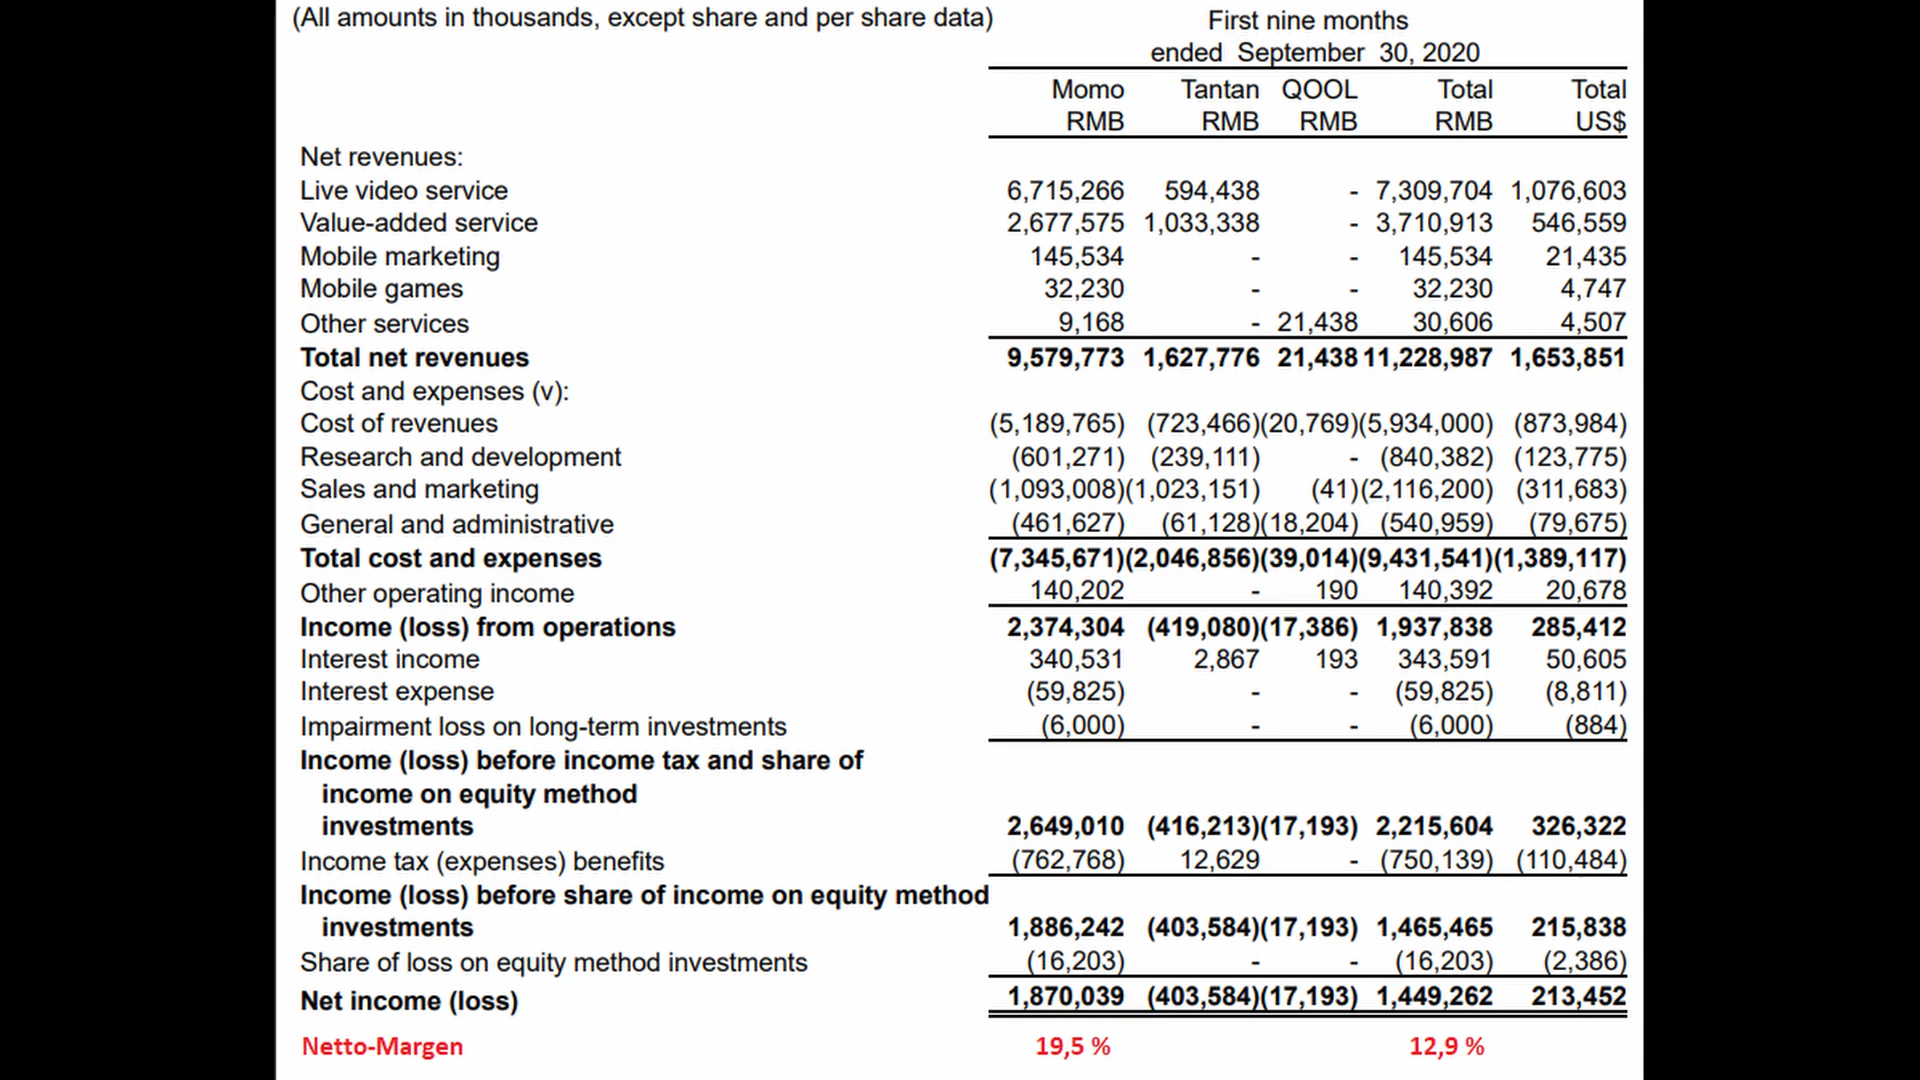 (All amounts in thousands, except share and per share data)
First nine months
ended September 30, 2020
Momo Tantan QOOL Total Total
RMB RMB RMB RMB US$
Net revenues:
Live video service 6,715,266 594,438 - 7,309,704 1,076,603
Value-added service 2,677,575 1,033,338 - 3,710,913 546,559
Mobile marketing 145,534 - - 145,534 21,435
Mobile games 32,230 - - 32,230 4,747
Other services 9,168 - 21,438 30,606 4,507
Total net revenues 9,579,773 1,627,776 21,438 11,228,987 1,653,851
Cost and expenses (v):
Cost of revenues (5,189,765) (723,466) (20,769) (5,934,000) (873,984)
Research and development (601,271) (239,111) - (840,382) (123,775)
Sales and marketing (1,093,008) (1,023,151) (41) (2,116,200) (311,683)
General and administrative (461,627) (61,128) (18,204) (540,959) (79,675)
Total cost and expenses (7,345,671) (2,046,856) (39,014) (9,431,541) (1,389,117)
Other operating income 140,202 - 190 140,392 20,678
Income (loss) from operations 2,374,304 (419,080) (17,386) 1,937,838 285,412
Interest income 340,531 2,867 193 343,591 50,605
Interest expense (59,825) - - (59,825) (8,811)
Impairment loss on long-term investments (6,000) - - (6,000) (884)
Income (loss) before income tax and share of
income on equity method
investments 2,649,010 (416,213) (17,193) 2,215,604 326,322
Income tax (expenses) benefits (762,768) 12,629 - (750,139) (110,484)
Income (loss) before share of income on equity method
investments 1,886,242 (403,584) (17,193) 1,465,465 215,838
Share of loss on equity method investments (16,203) - - (16,203) (2,386)
Net income (loss) 1,870,039 (403,584) (17,193) 1,449,262 213,452
Netto-Margen 19,5 % 12,9 %